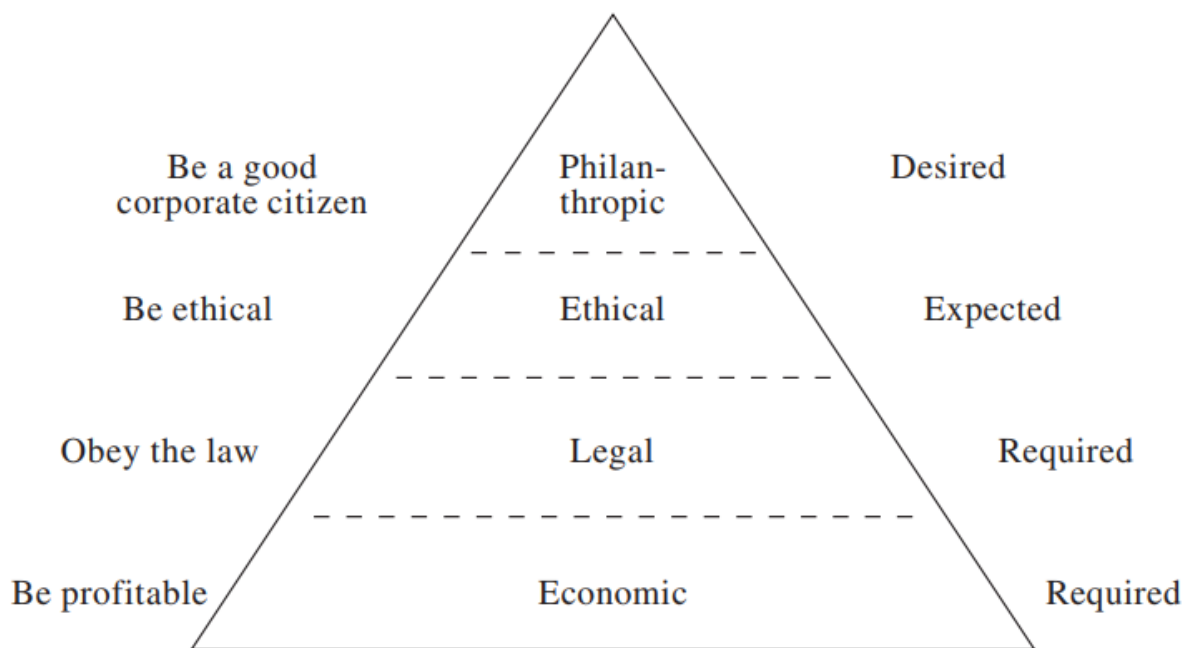 Be a good
corporate citizen
Philan-
thropic
Desired
Be ethical
Ethical
Expected
Obey the law
Legal
Required
Be profitable
Economic
Required